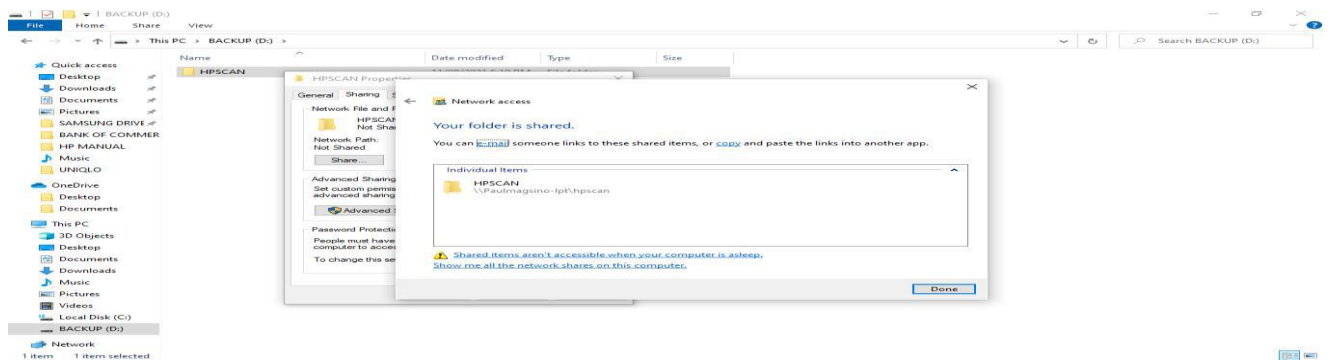 BACKUP (D:)
File Home Share View
This PC > BACKUP (D:) >
Search BACKUP (D:)
Name Date modified Type Size
Quick access
Desktop
Downloads
Documents
Pictures
SAMSUNG DRIVE
BANK OF COMMER
HP MANUAL
Music
UNIQLO
OneDrive
Desktop
Documents
This PC
3D Objects
Desktop
Documents
Downloads
Music
Pictures
Videos
Local Disk (C:)
BACKUP (D:)
Network
1 item 1 item selected
HPSCAN
HPSCAN Properties
General Sharing
Network File and F
HPSCAN
Not Shar
Network Path:
Not Shared
Share...
Advanced Sharing
Set custom permis
advanced sharing
Advanced
Password Protecti
People must have
computer to acces
To change this se
Network access
Your folder is shared.
You can e-mail someone links to these shared items, or copy and paste the links into another app.
Individual Items
HPSCAN
\\Paulmagsino-lpt\hpscan
Shared items aren't accessible when your computer is asleep.
Show me all the network shares on this computer.
Done